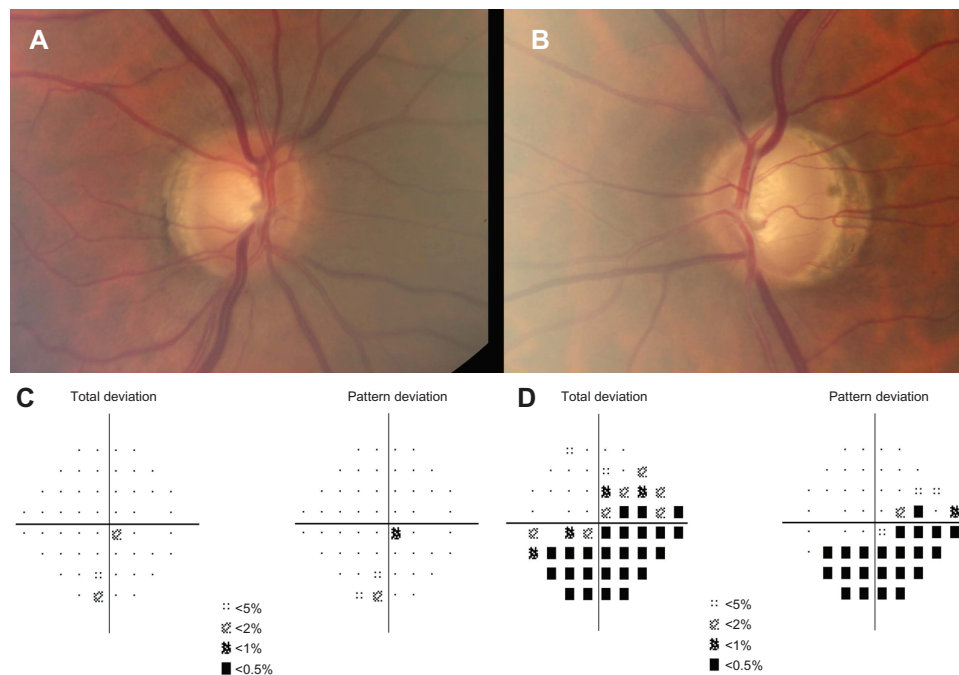 A
B
C
Total deviation
Pattern deviation
<5%
<2%
<1%
<0.5%
D
Total deviation
Pattern deviation
<5%
<2%
<1%
<0.5%